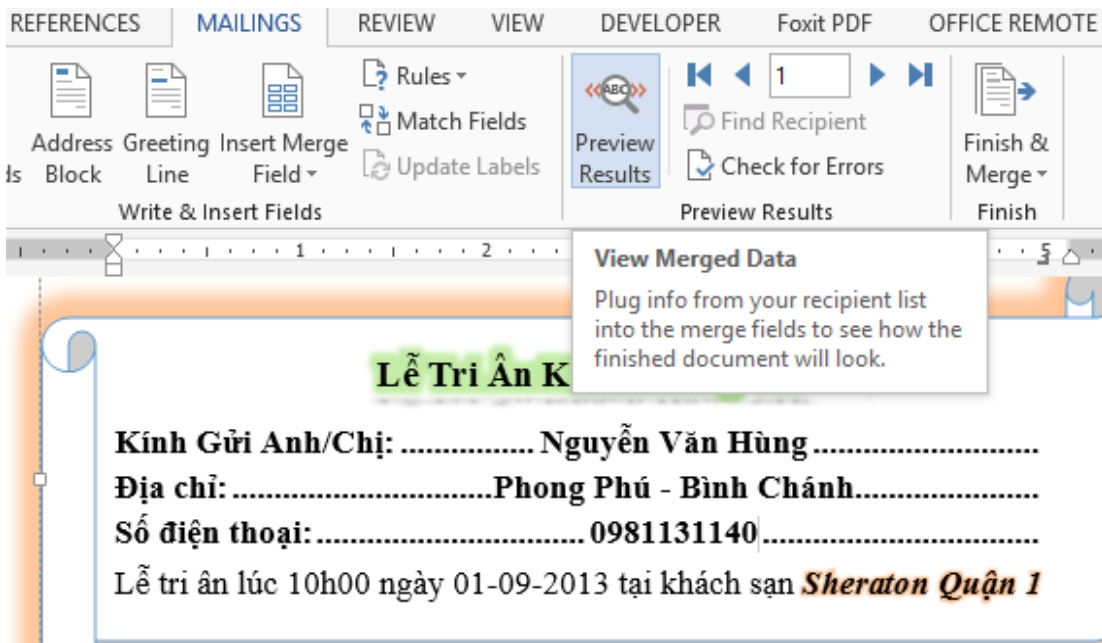 REFERENCES MAILINGS REVIEW VIEW DEVELOPER Foxit PDF OFFICE REMOTE
Rules
Match Fields
Update Labels
Address Block
Greeting Line
Insert Merge Field
Write & Insert Fields
«ABC»
Preview Results
1
Find Recipient
Check for Errors
Preview Results
Finish & Merge
Finish
1 2 5
View Merged Data
Plug info from your recipient list
into the merge fields to see how the
finished document will look.
Lễ Tri Ân K
Kính Gửi Anh/Chị: ............... Nguyễn Văn Hùng..........................
Địa chỉ: .............................Phong Phú - Bình Chánh.....................
Số điện thoại: .............................. 0981131140...............................
Lễ tri ân lúc 10h00 ngày 01-09-2013 tại khách sạn Sheraton Quận 1